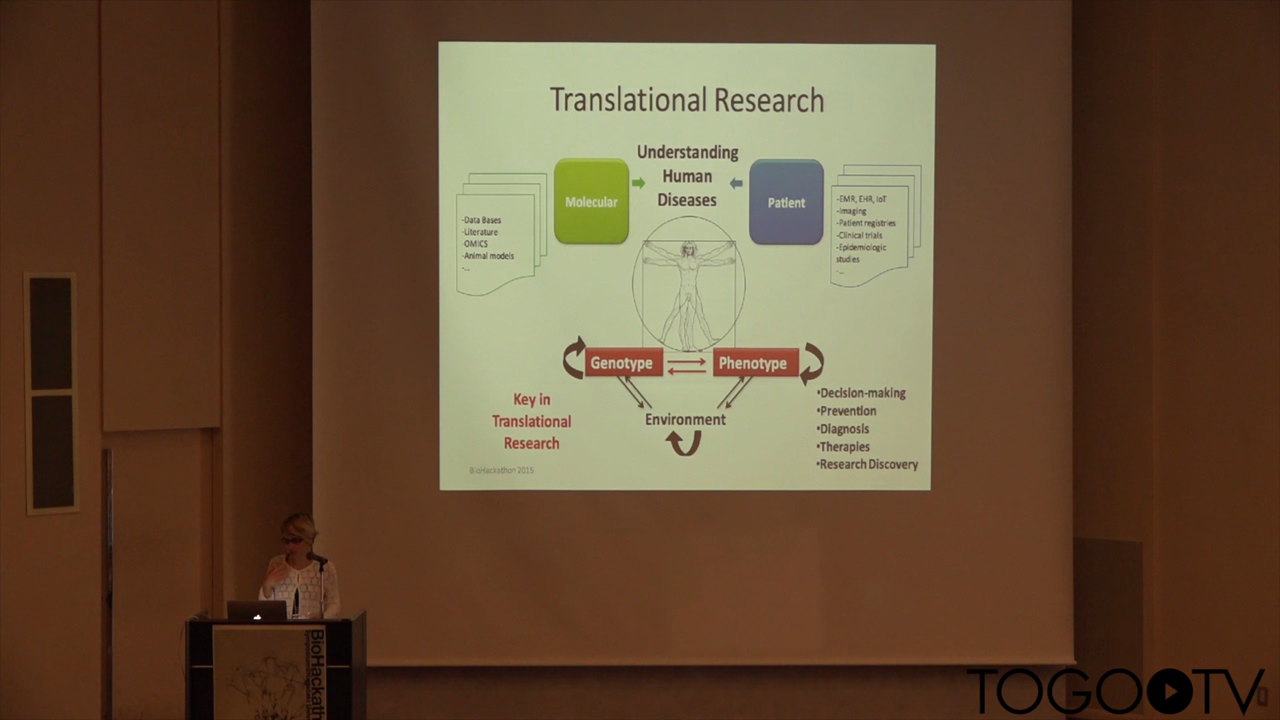 Translational Research
Understanding
Human
Diseases
Molecular
Patient
-Data Bases
-Literature
-OMICS
-Animal models
-...
-EMR, EHR, IoT
-Imaging
-Patient registries
-Clinical trials
-Epidemiologic
studies
-...
Genotype
Phenotype
Environment
Key in
Translational
Research
•Decision-making
•Prevention
•Diagnosis
•Therapies
•Research Discovery
BioHackathon 2015
BioHackath
TOGOTV